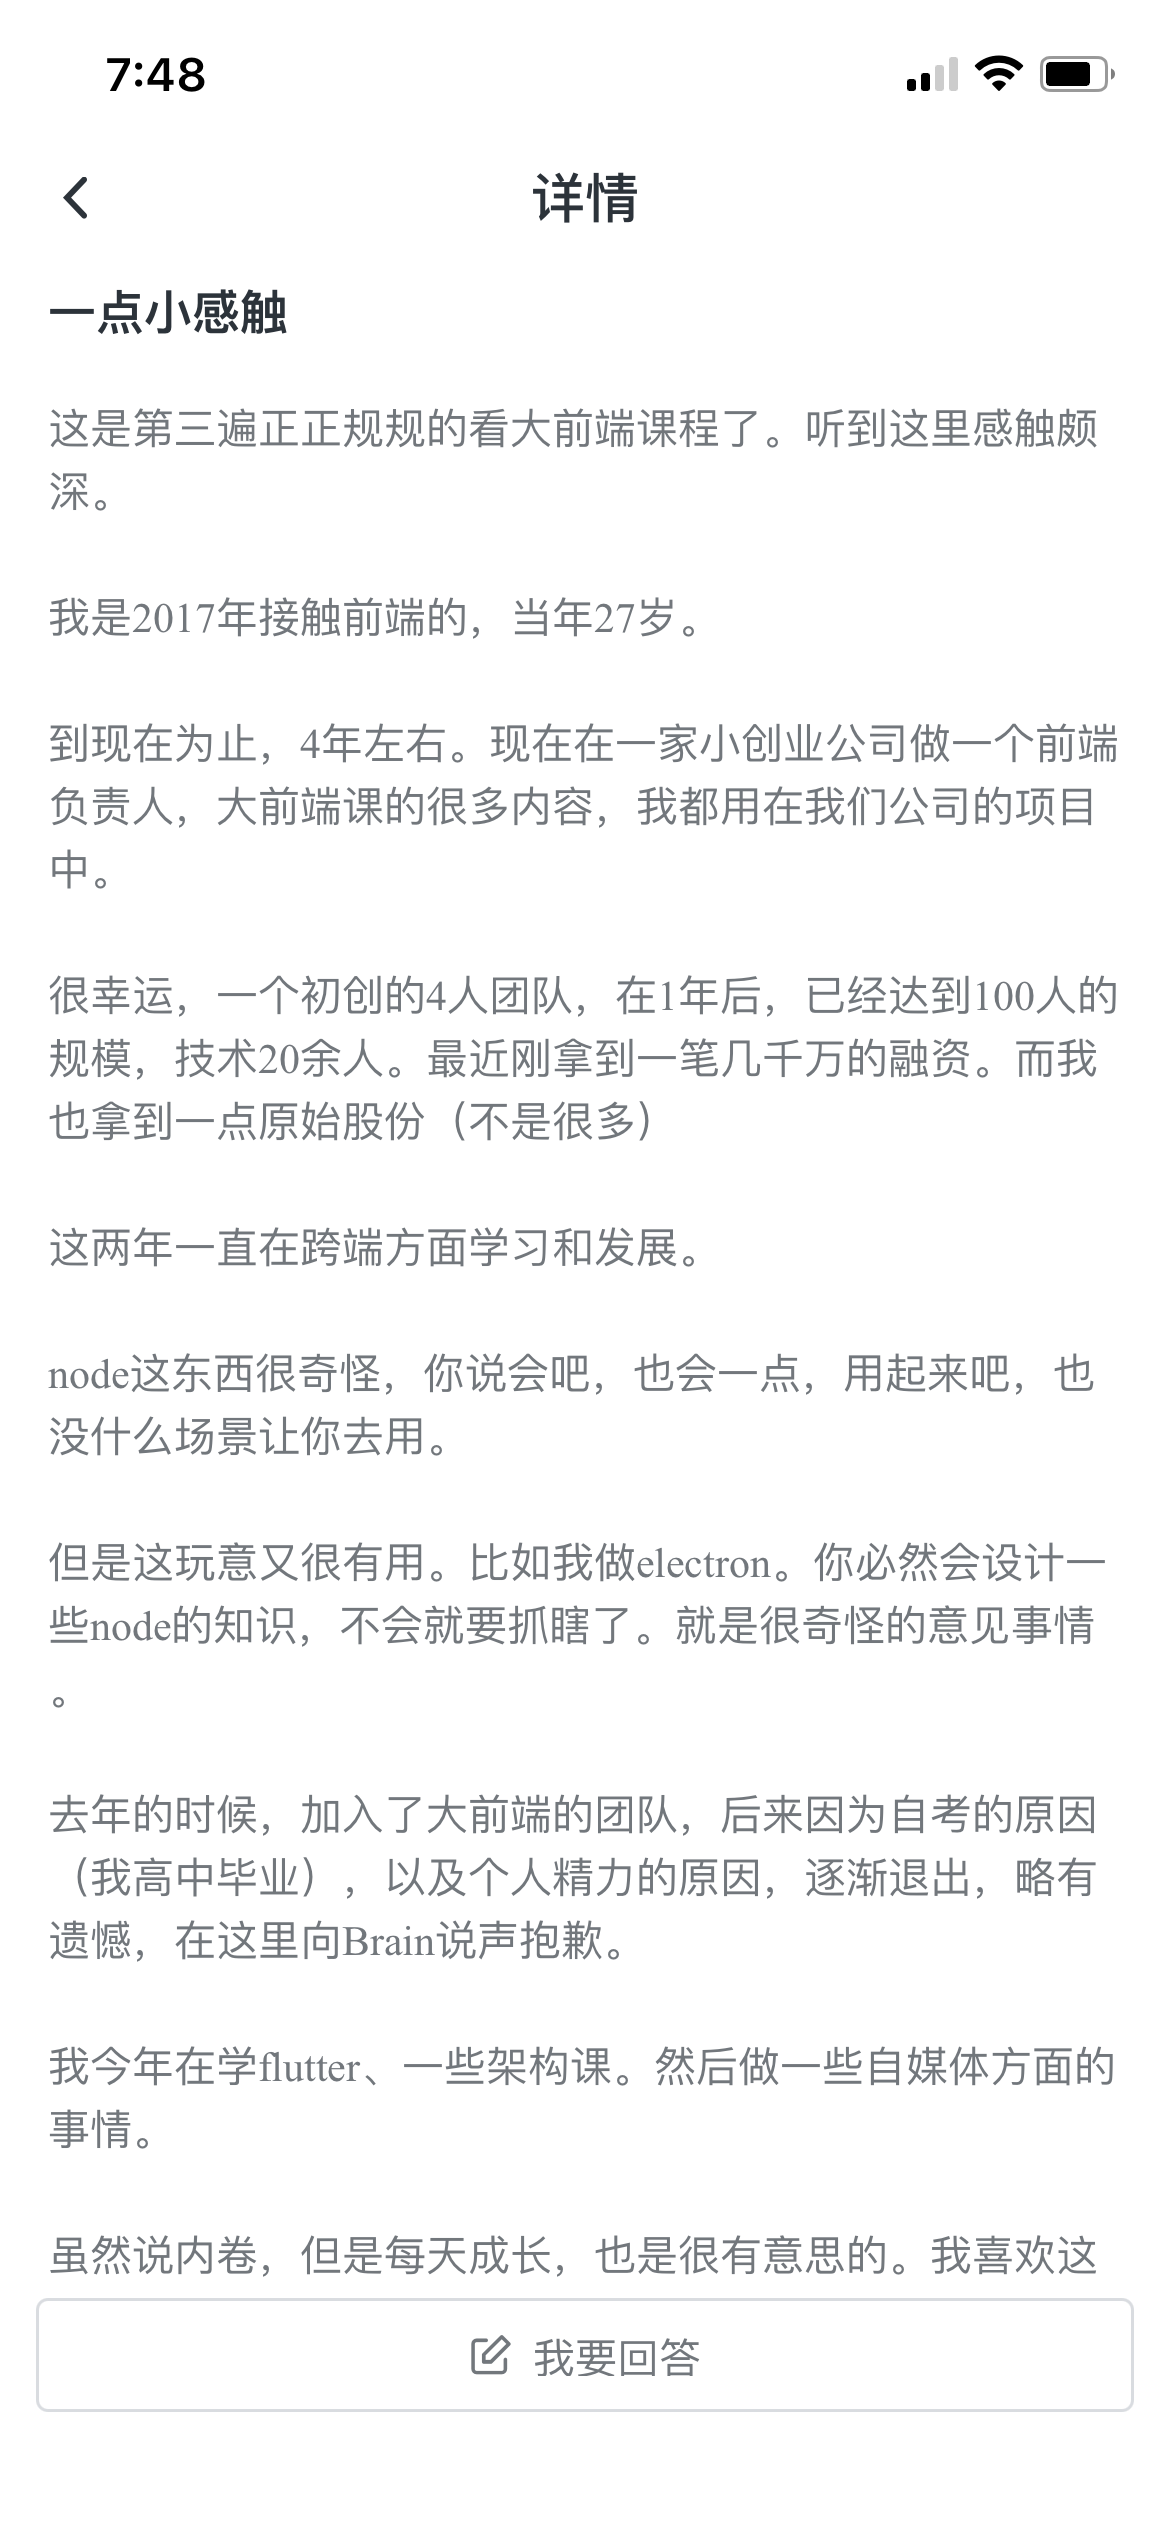 7:48
详情
一点小感触
这是第三遍正正规规的看大前端课程了。听到这里感触颇
深。
我是2017年接触前端的，当年27岁。
到现在为止，4年左右。现在在一家小创业公司做一个前端
负责人，大前端课的很多内容，我都用在我们公司的项目
中。
很幸运，一个初创的4人团队，在1年后，已经达到100人的
规模，技术20余人。最近刚拿到一笔几千万的融资。而我
也拿到一点原始股份（不是很多）
这两年一直在跨端方面学习和发展。
node这东西很奇怪，你说会吧，也会一点，用起来吧，也
没什么场景让你去用。
但是这玩意又很有用。比如我做electron。你必然会设计一
些node的知识，不会就要抓瞎了。就是很奇怪的意见事情
。
去年的时候，加入了大前端的团队，后来因为自考的原因
（我高中毕业），以及个人精力的原因，逐渐退出，略有
遗憾，在这里向Brain说声抱歉。
我今年在学flutter、一些架构课。然后做一些自媒体方面的
事情。
虽然说内卷，但是每天成长，也是很有意思的。我喜欢这
我要回答